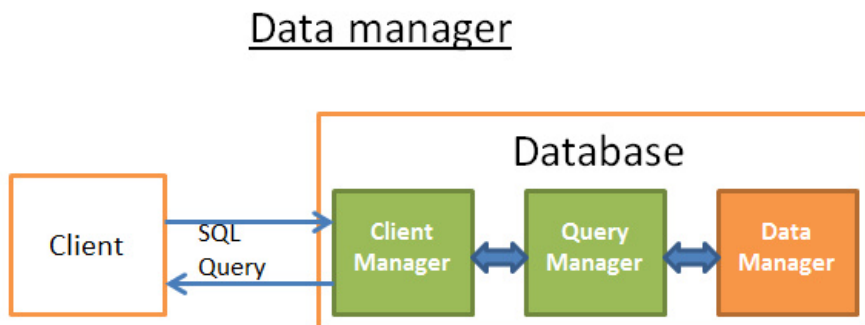 Data manager
Database
Client
SQL
Query
Client
Manager
Query
Manager
Data
Manager